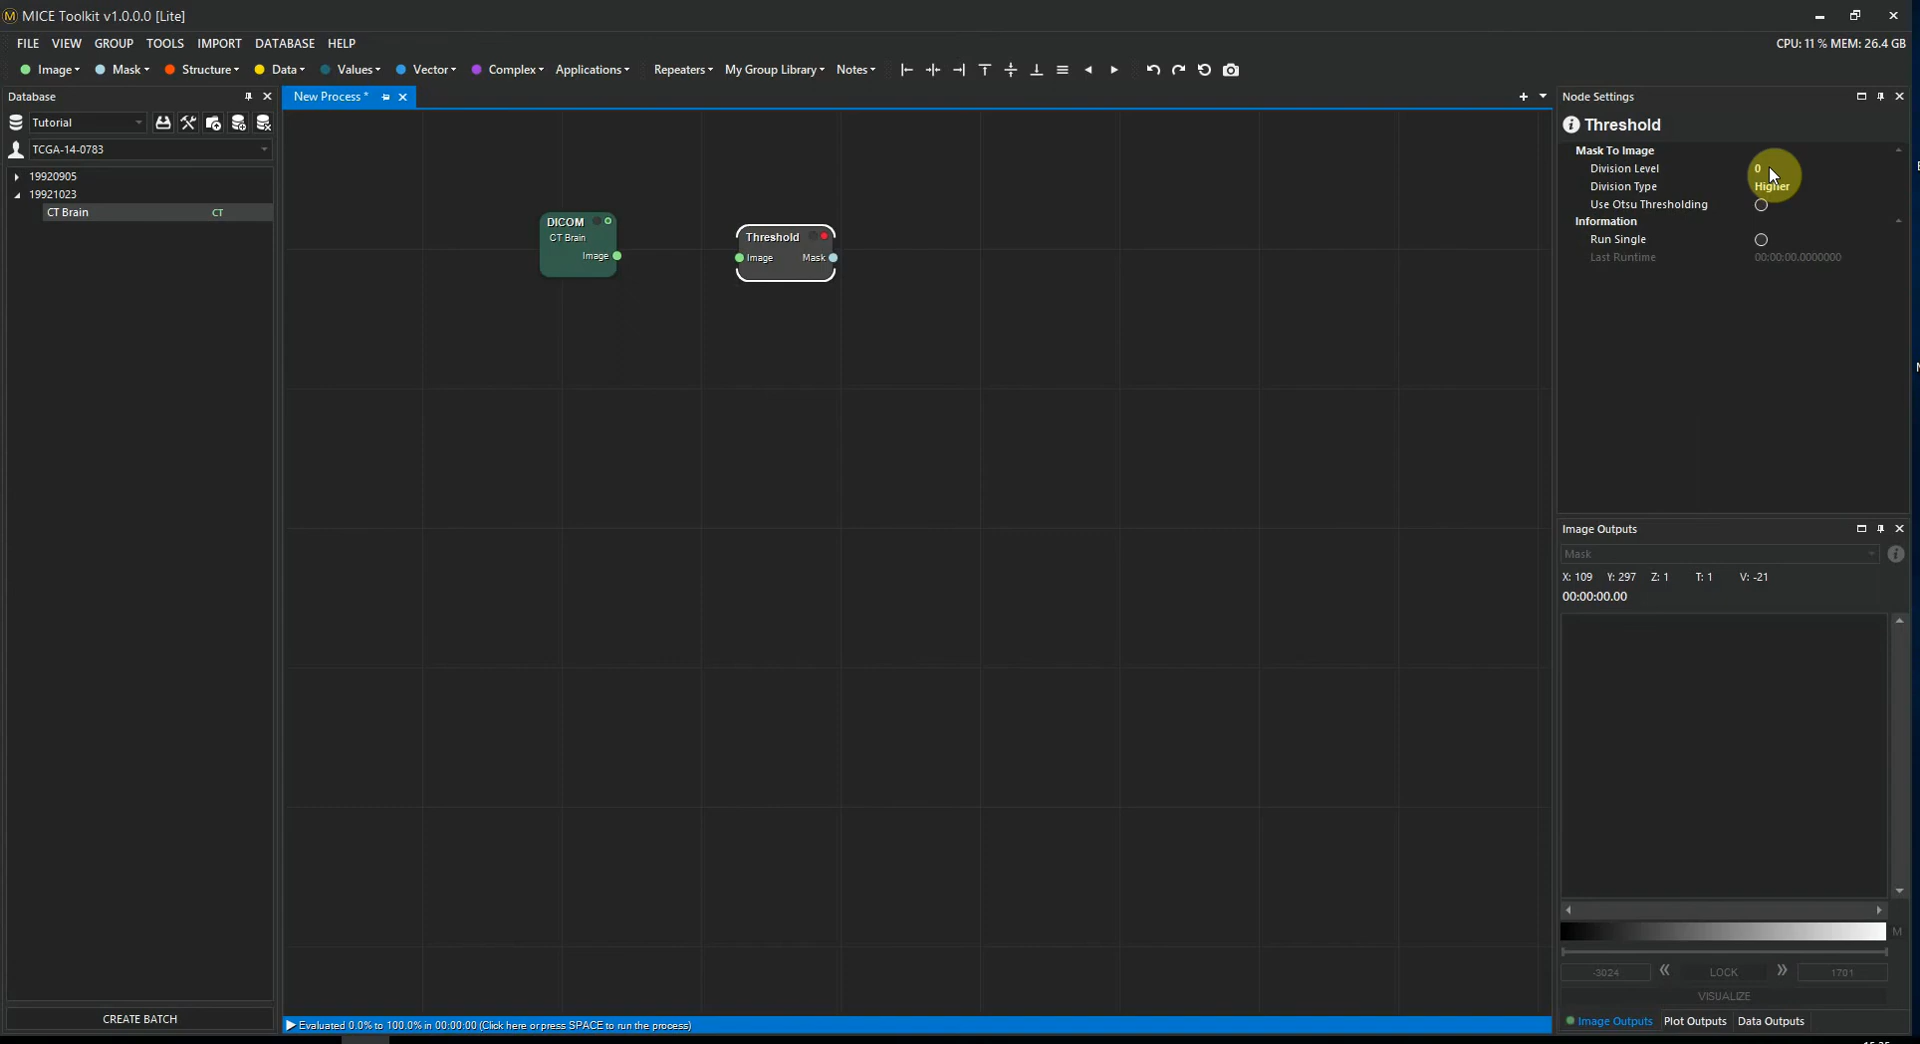 MICE Toolkit v1.0.0.0 [Lite]
FILE VIEW GROUP TOOLS IMPORT DATABASE HELP
CPU: 11 % MEM: 26.4 GB
Image Mask Structure Data Values Vector Complex Applications Repeaters My Group Library Notes
Database
Tutorial
TCGA-14-0783
19920905
19921023
CT Brain CT
CREATE BATCH
New Process*
DICOM
CT Brain
Image
Threshold
Image Mask
Evaluated 0.0% to 100.0% in 00:00:00 (Click here or press SPACE to run the process)
Node Settings
Threshold
Mask To Image
Division Level 0
Division Type Higher
Use Otsu Thresholding
Information
Run Single
Last Runtime 00:00:00.0000000
Image Outputs
Mask
X: 109 Y: 297 Z: 1 T: 1 V: -21
00:00:00.00
M
-3024 LOCK 1701
VISUALIZE
Image Outputs Plot Outputs Data Outputs